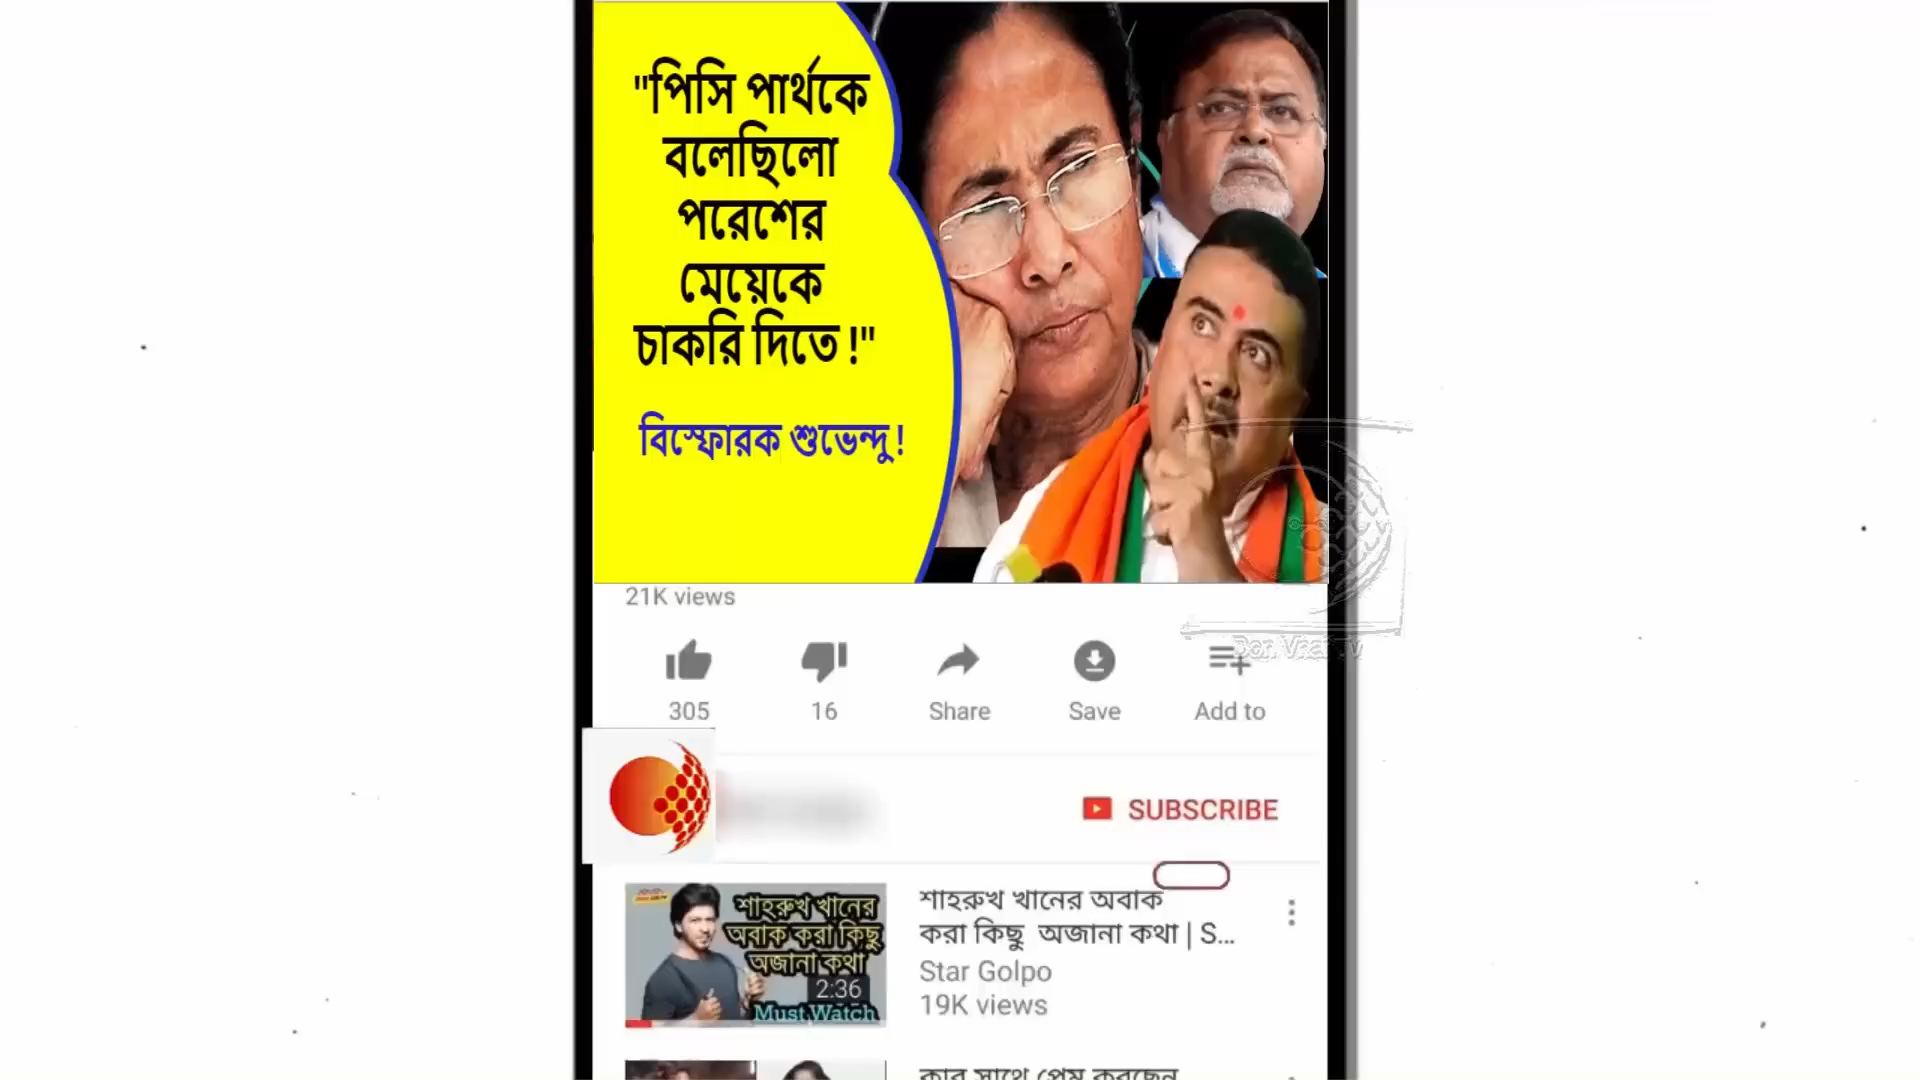 "পিসি পার্থকে
বলেছিলো
পরেশের
মেয়েকে
চাকরি দিতে !"
বিস্ফোরক শুভেন্দু !
21K views
305
16
Share
Save
Add to
SUBSCRIBE
শাহরুখ খানের
অবাক করা কিছু
অজানা কথা
2:36
Must Watch
শাহরুখ খানের অবাক
করা কিছু অজানা কথা | S...
Star Golpo
19K views
কার সাথে প্রেম করছেন